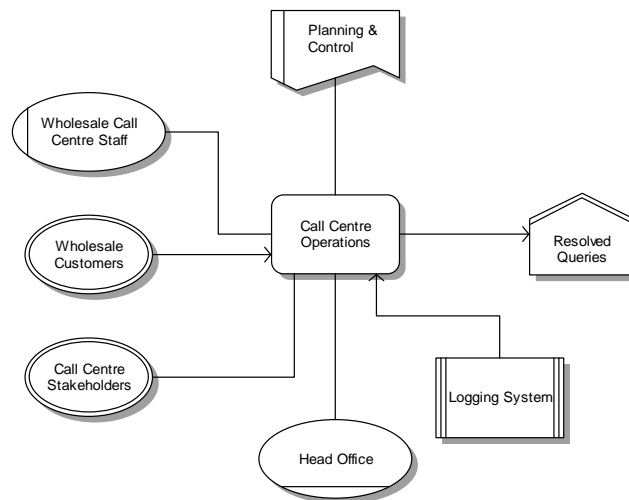 Planning &
Control
Wholesale Call
Centre Staff
Call Centre
Operations
Wholesale
Customers
Resolved
Queries
Call Centre
Stakeholders
Logging System
Head Office